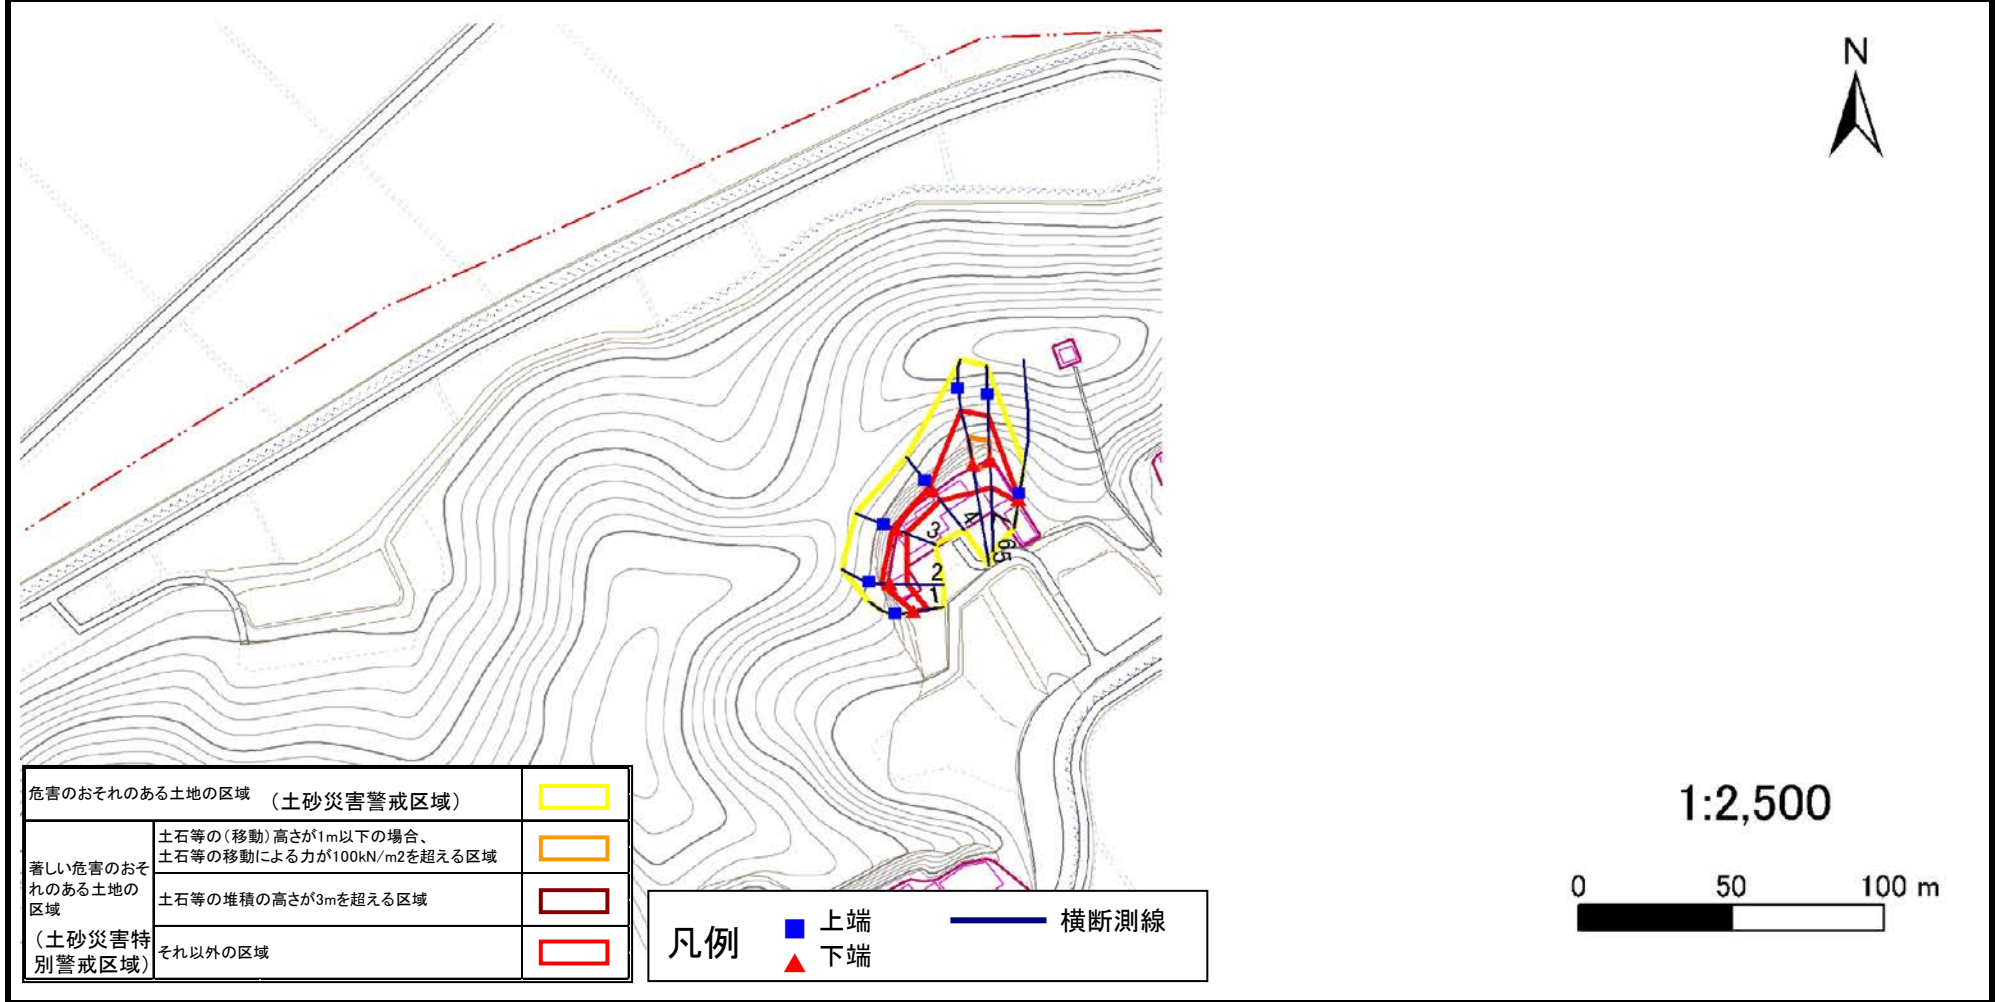 N
3
4
7
6
5
2
1
危害のおそれのある土地の区域 (土砂災害警戒区域)
著しい危害のおそ
れのある土地の
区域
(土砂災害特
別警戒区域)
土石等の(移動)高さが1m以下の場合、
土石等の移動による力が100kN/m2を超える区域
土石等の堆積の高さが3mを超える区域
それ以外の区域
凡例
上端
下端
横断測線
1:2,500
0 50 100 m